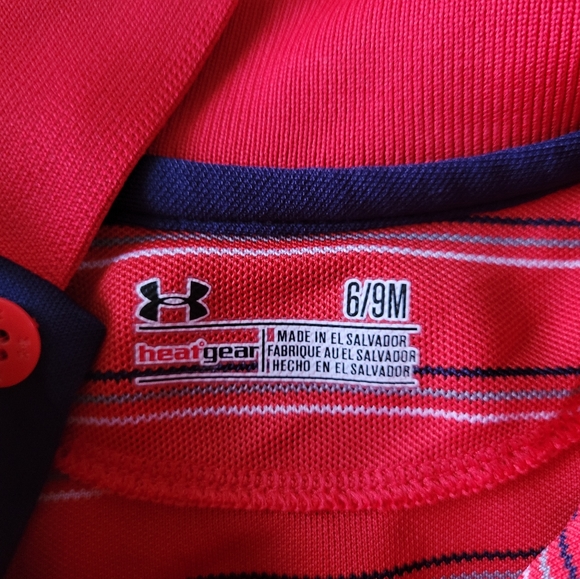 6/9M
heatgear
MADE IN EL SALVADOR
FABRIQUE AU EL SALVADOR
HECHO EN EL SALVADOR